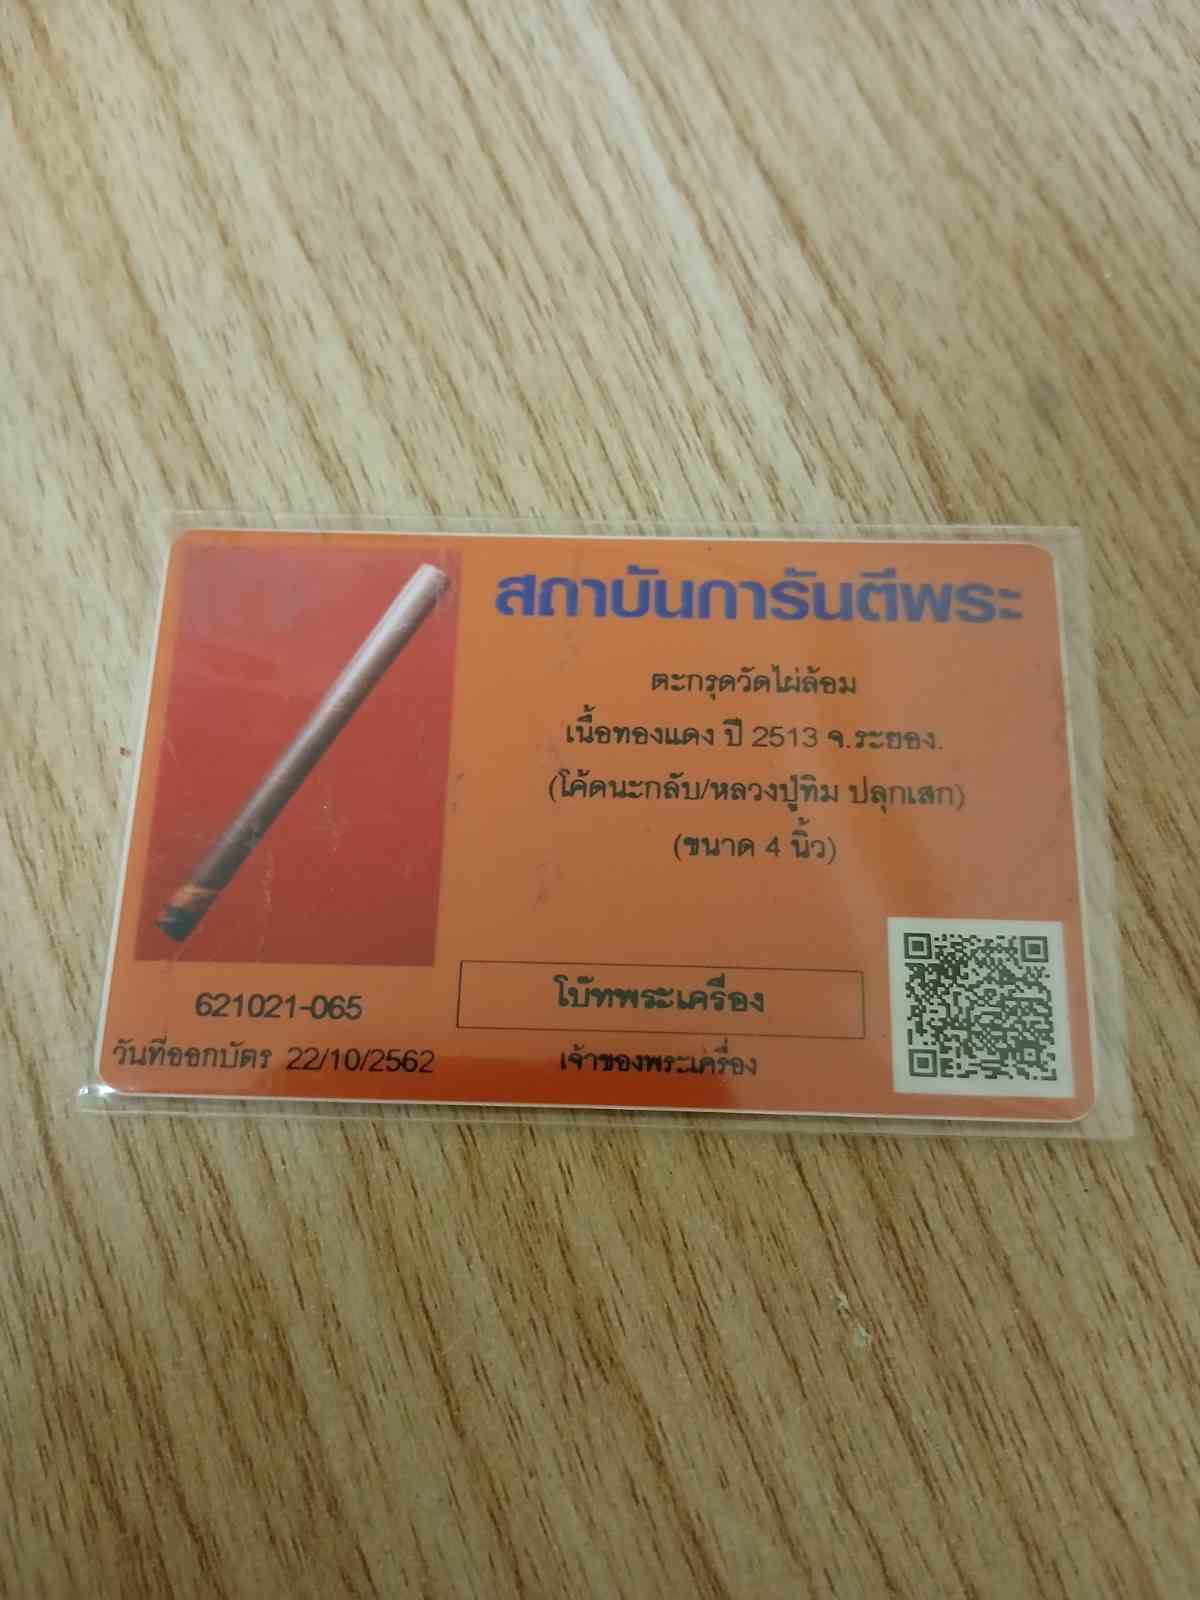 สถาบันการันตีพระ
ตะกรุดวัดไผ่ล้อม
เนื้อทองแดง ปี 2513 จ.ระยอง.
(โค้ดนะกลับ/หลวงปู่ทิม ปลุกเสก)
(ขนาด 4 นิ้ว)
โบ๊ทพระเครื่อง
621021-065
วันที่ออกบัตร 22/10/2562
เจ้าของพระเครื่อง